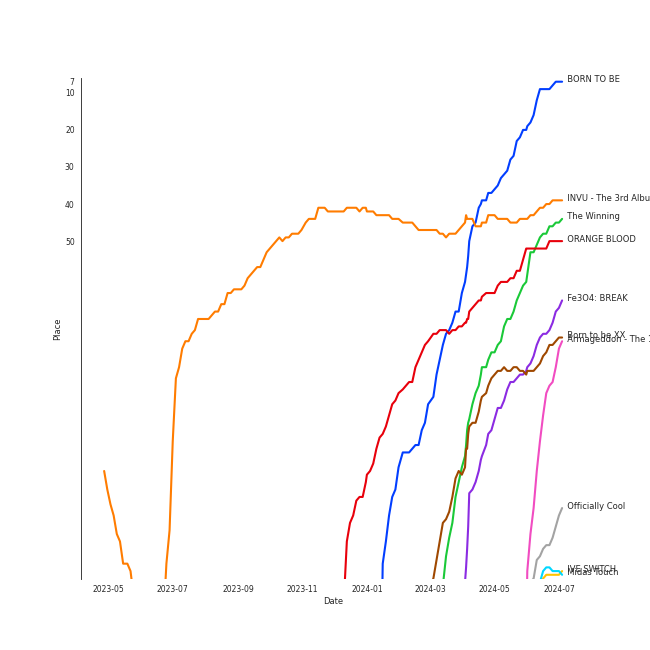 7
10
20
30
40
50
Place
BORN TO BE
INVU - The 3rd Albu
The Winning
ORANGE BLOOD
Fe3O4: BREAK
Born to be XX
Armageddon - The 1
Officially Cool
IVE SWITCH
Midas Touch
2023-05
2023-07
2023-09
2023-11
2024-01
2024-03
2024-05
2024-07
Date